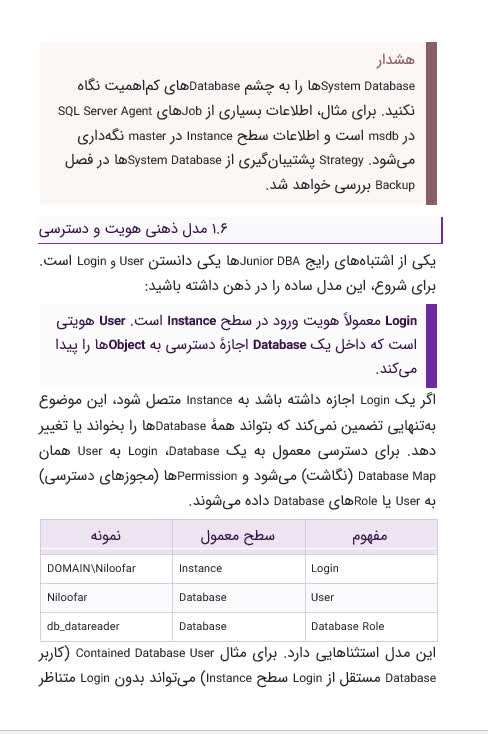 هشدار
System Databaseها را به چشم Databaseهای کم‌اهمیت نگاه
نکنید. برای مثال، اطلاعات بسیاری از Jobهای SQL Server Agent
در msdb است و اطلاعات سطح Instance در master نگه‌داری
می‌شود. Strategy پشتیبان‌گیری از System Databaseها در فصل
Backup بررسی خواهد شد.
۱.۶ مدل ذهنی هویت و دسترسی
یکی از اشتباه‌های رایج Junior DBAها یکی دانستن User و Login است.
برای شروع، این مدل ساده را در ذهن داشته باشید:
Login معمولاً هویت ورود در سطح Instance است. User هویتی
است که داخل یک Database اجازهٔ دسترسی به Objectها را پیدا
می‌کند.
اگر یک Login اجازه داشته باشد به Instance متصل شود، این موضوع
به‌تنهایی تضمین نمی‌کند که بتواند همهٔ Databaseها را بخواند یا تغییر
دهد. برای دسترسی معمول به یک Database، Login به User همان
Database Map (نگاشت) می‌شود و Permissionها (مجوزهای دسترسی)
به User یا Roleهای Database داده می‌شوند.
مفهوم سطح معمول نمونه
Login Instance DOMAIN\Niloofar
User Database Niloofar
Database Role Database db_datareader
این مدل استثناهایی دارد. برای مثال Contained Database User (کاربر
Database مستقل از Login سطح Instance) می‌تواند بدون Login متناظر